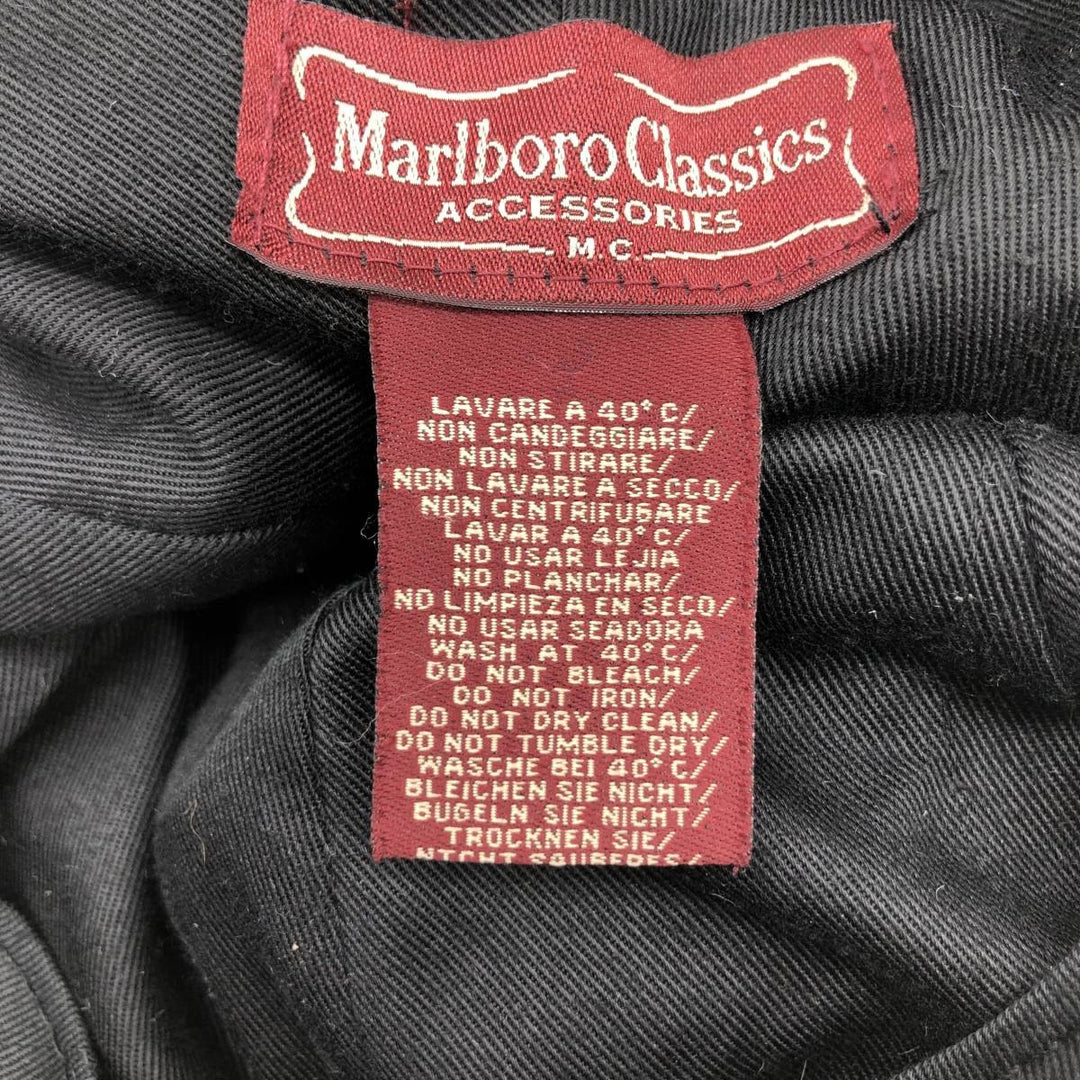 Marlboro Classics
ACCESSORIES
M.C.
LAVARE A 40° C/
NON CANDEGGIARE/
NON STIRARE/
NON LAVARE A SECCO/
NON CENTRIFUGARE
LAVAR A 40° C/
NO USAR LEJIA
NO PLANCHAR/
NO LIMPIEZA EN SECO/
NO USAR SEADORA
WASH AT 40°C/
DO NOT BLEACH/
DO NOT IRON/
DO NOT DRY CLEAN/
DO NOT TUMBLE DRY/
WASCHE BEI 40° C/
BLEICHEN SIE NICHT/
BUGELN SIE NICHT/
TROCKNEN SIE/
NICHT SAUBERES/